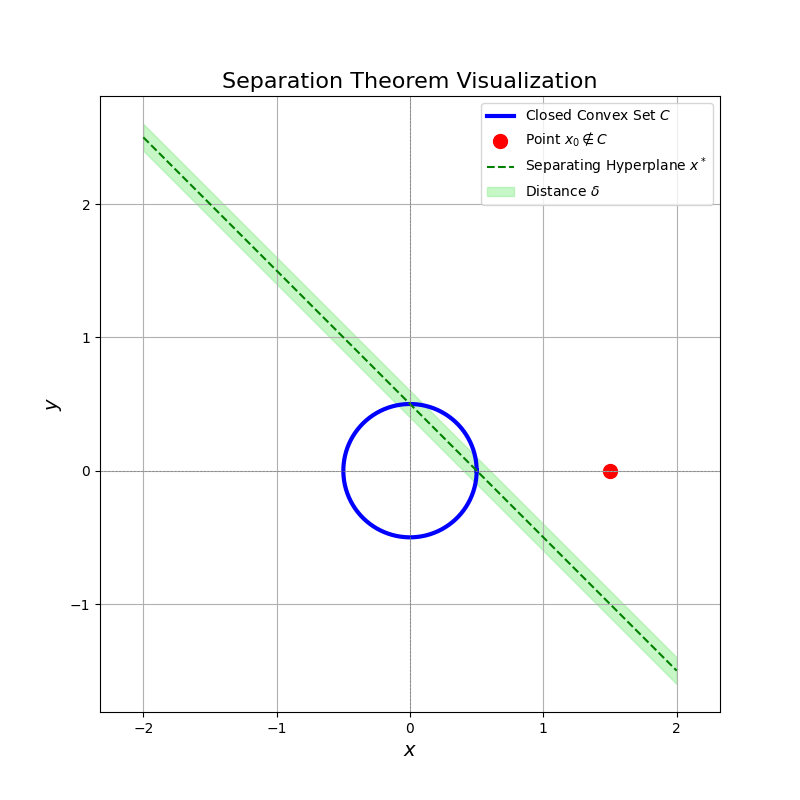 Separation Theorem Visualization
Closed Convex Set C
Point x₀ ∉ C
Separating Hyperplane x*
Distance δ
y
2
1
0
−1
−2
−1
0
1
2
x